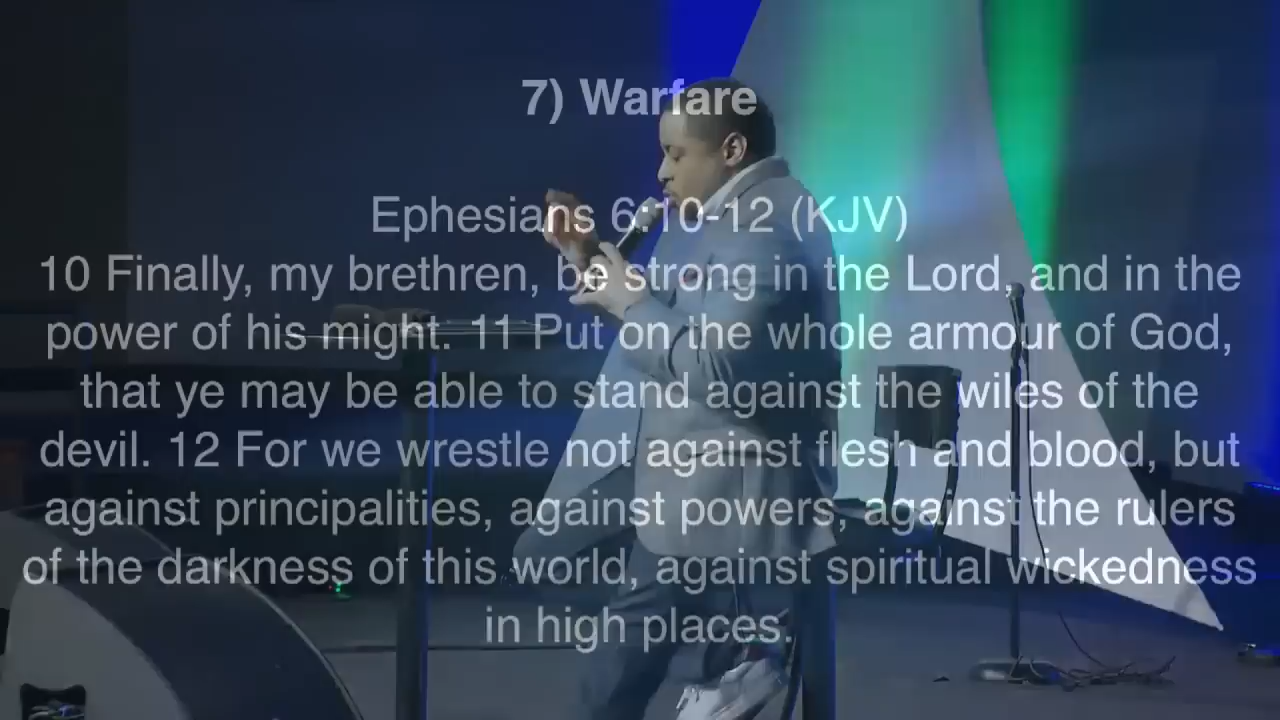 7) Warfare
Ephesians 6:10-12 (KJV)
10 Finally, my brethren, be strong in the Lord, and in the
power of his might. 11 Put on the whole armour of God,
that ye may be able to stand against the wiles of the
devil. 12 For we wrestle not against flesh and blood, but
against principalities, against powers, against the rulers
of the darkness of this world, against spiritual wickedness
in high places.